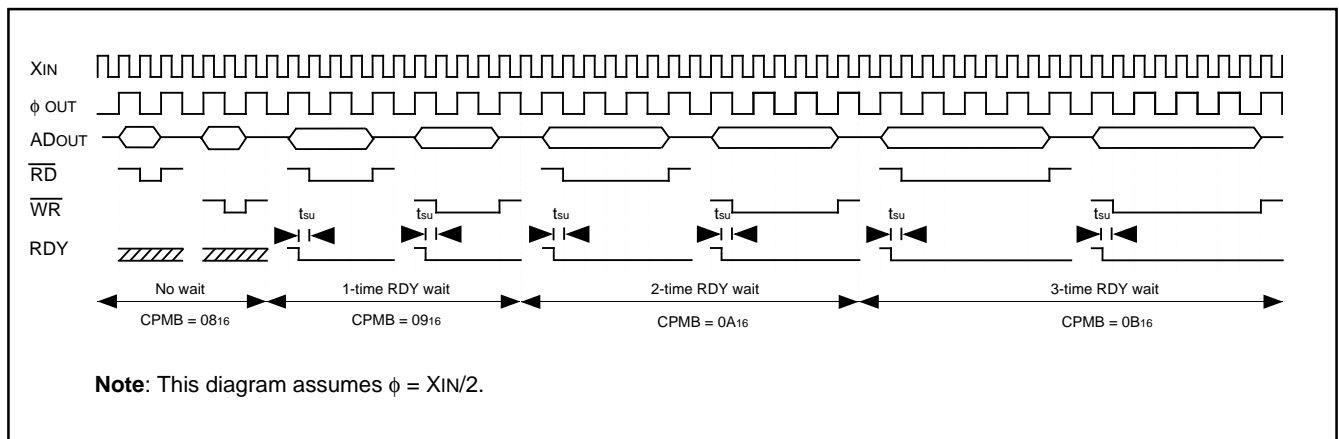 XIN
ϕ OUT
ADOUT
RD
WR
RDY
tsu tsu tsu tsu tsu tsu
No wait 1-time RDY wait 2-time RDY wait 3-time RDY wait
CPMB = 0816 CPMB = 0916 CPMB = 0A16 CPMB = 0B16
Note: This diagram assumes ϕ = XIN/2.